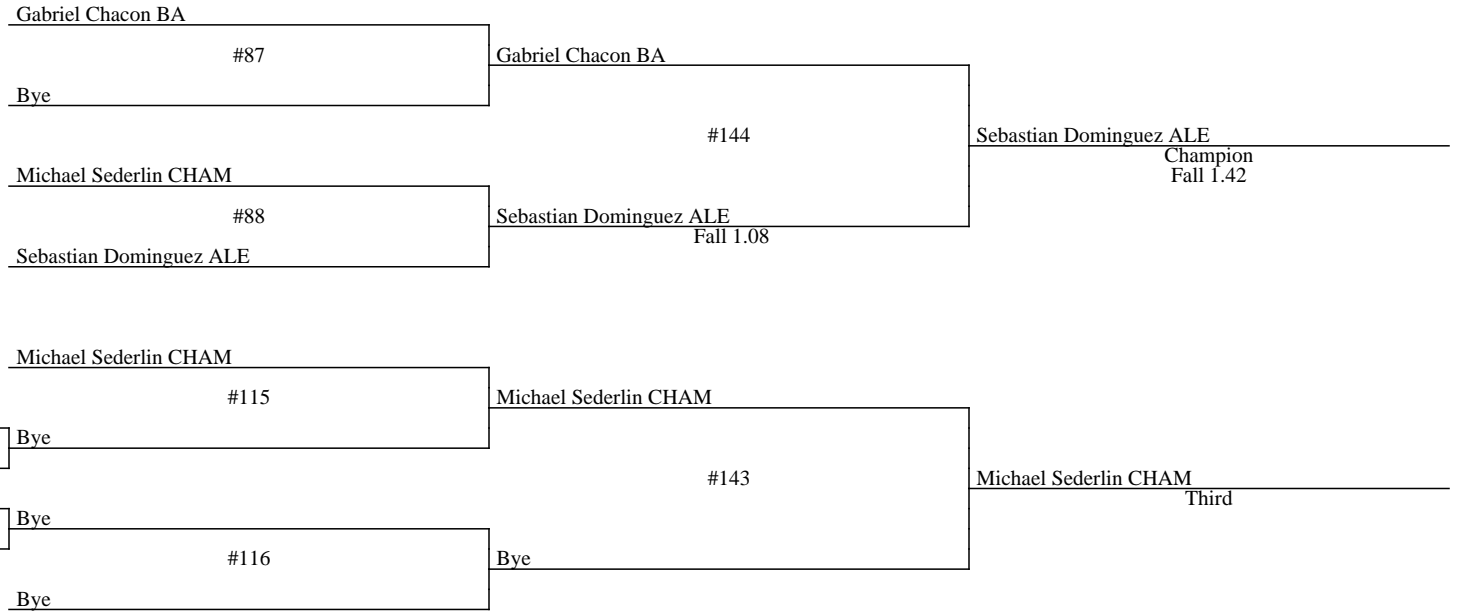 Gabriel Chacon BA
#87
Gabriel Chacon BA
Bye
#144
Sebastian Dominguez ALE
Champion
Fall 1.42
Michael Sederlin CHAM
#88
Sebastian Dominguez ALE
Fall 1.08
Sebastian Dominguez ALE
Michael Sederlin CHAM
#115
Michael Sederlin CHAM
Bye
#143
Michael Sederlin CHAM
Third
Bye
#116
Bye
Bye